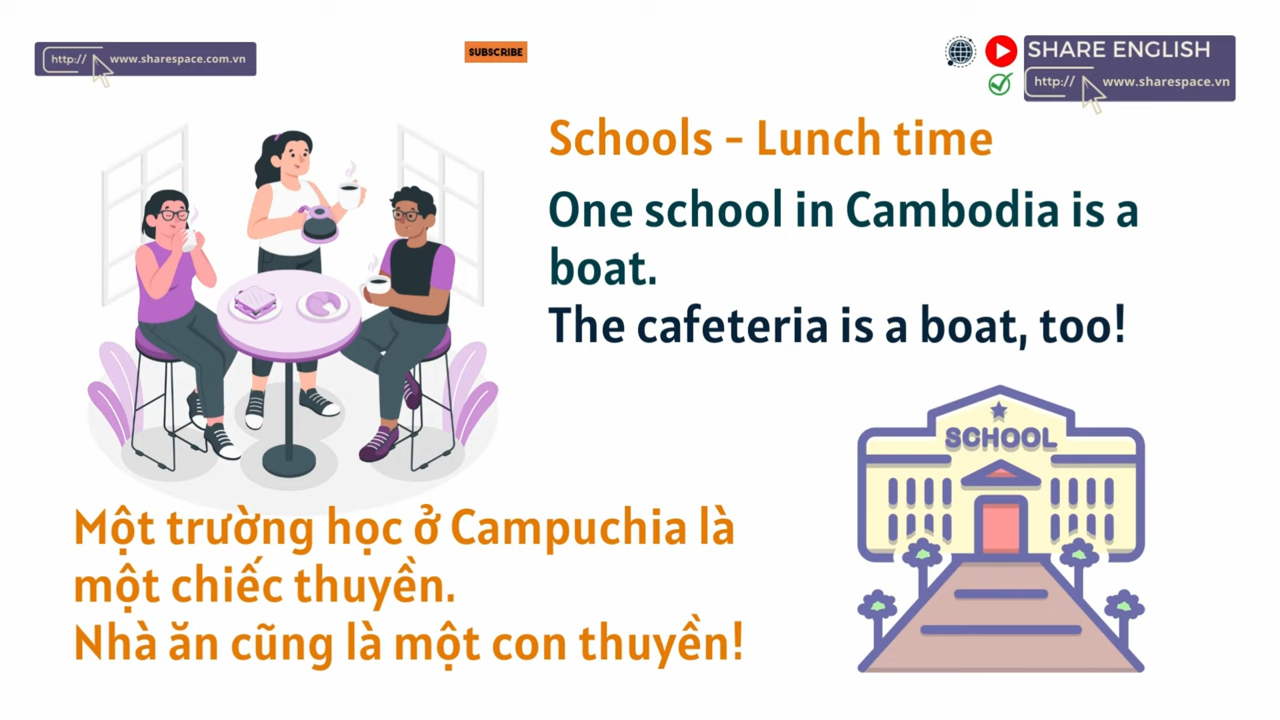 http:// www.sharespace.com.vn
SUBSCRIBE
SHARE ENGLISH
http:// www.sharespace.vn
Schools - Lunch time
One school in Cambodia is a
boat.
The cafeteria is a boat, too!
SCHOOL
Một trường học ở Campuchia là
một chiếc thuyền.
Nhà ăn cũng là một con thuyền!